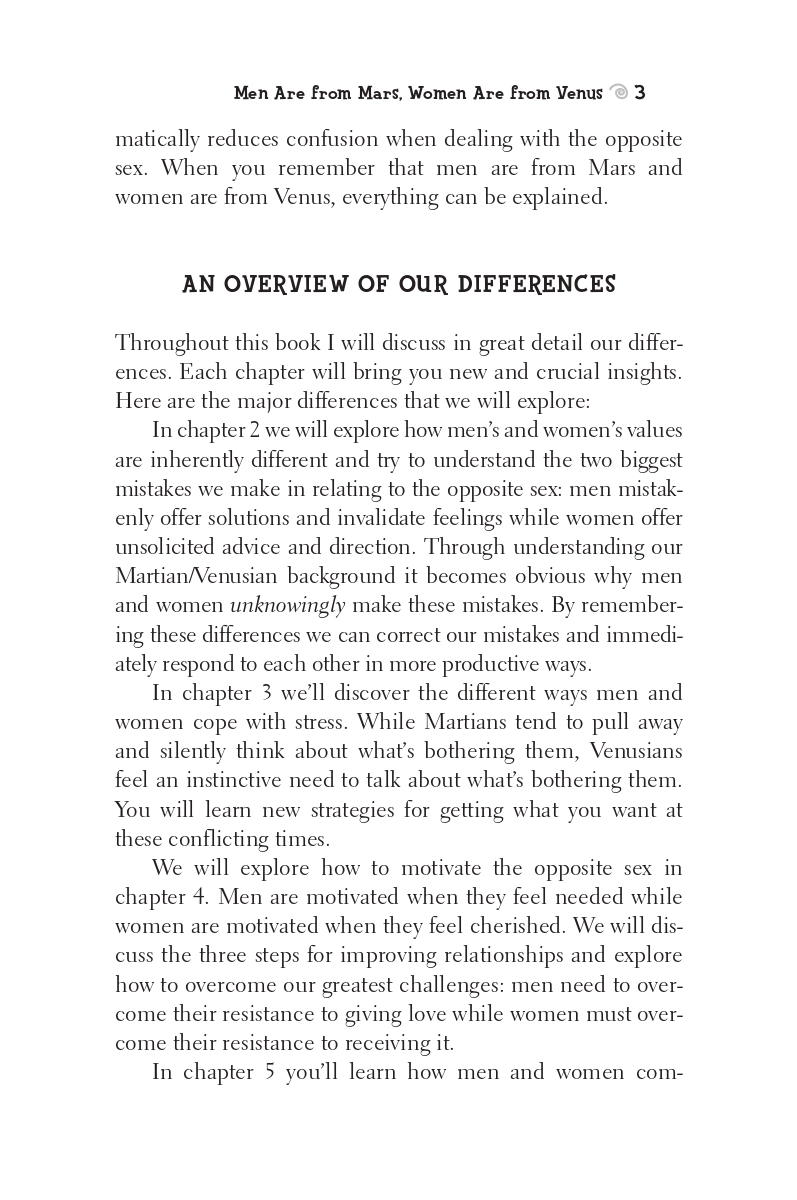 Men Are from Mars, Women Are from Venus 3
matically reduces confusion when dealing with the opposite
sex. When you remember that men are from Mars and
women are from Venus, everything can be explained.
AN OVERVIEW OF OUR DIFFERENCES
Throughout this book I will discuss in great detail our differ-
ences. Each chapter will bring you new and crucial insights.
Here are the major differences that we will explore:
In chapter 2 we will explore how men’s and women’s values
are inherently different and try to understand the two biggest
mistakes we make in relating to the opposite sex: men mistak-
enly offer solutions and invalidate feelings while women offer
unsolicited advice and direction. Through understanding our
Martian/Venusian background it becomes obvious why men
and women unknowingly make these mistakes. By remember-
ing these differences we can correct our mistakes and immedi-
ately respond to each other in more productive ways.
In chapter 3 we’ll discover the different ways men and
women cope with stress. While Martians tend to pull away
and silently think about what’s bothering them, Venusians
feel an instinctive need to talk about what’s bothering them.
You will learn new strategies for getting what you want at
these conflicting times.
We will explore how to motivate the opposite sex in
chapter 4. Men are motivated when they feel needed while
women are motivated when they feel cherished. We will dis-
cuss the three steps for improving relationships and explore
how to overcome our greatest challenges: men need to over-
come their resistance to giving love while women must over-
come their resistance to receiving it.
In chapter 5 you’ll learn how men and women com-